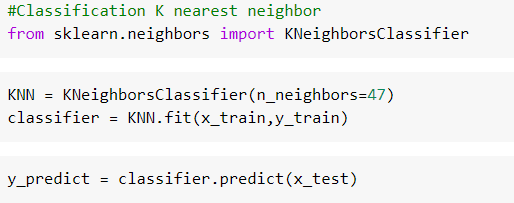 #Classification K nearest neighbor
from sklearn.neighbors import KNeighborsClassifier
KNN = KNeighborsClassifier(n_neighbors=47)
classifier = KNN.fit(x_train,y_train)
y_predict = classifier.predict(x_test)